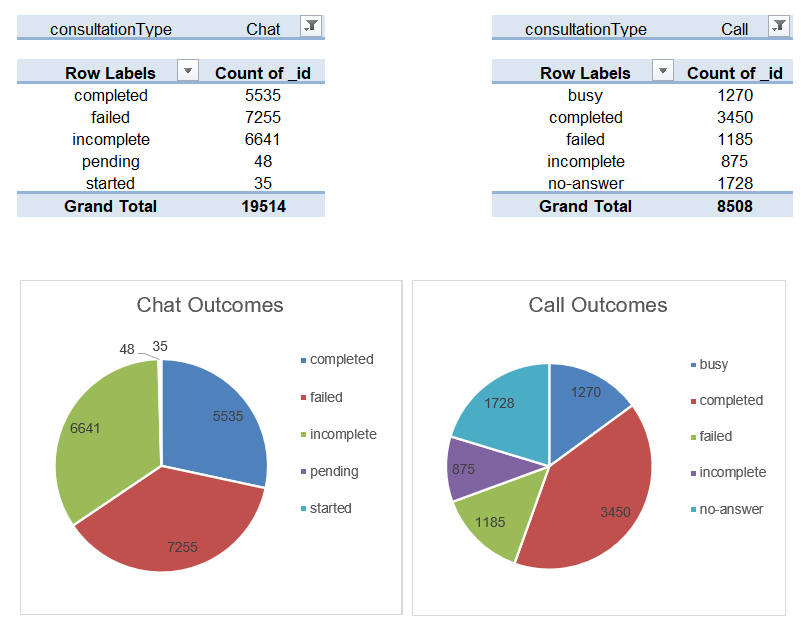 consultationType Chat
Row Labels Count of _id
completed 5535
failed 7255
incomplete 6641
pending 48
started 35
Grand Total 19514
consultationType Call
Row Labels Count of _id
busy 1270
completed 3450
failed 1185
incomplete 875
no-answer 1728
Grand Total 8508
Chat Outcomes
48 35
5535
6641
7255
completed
failed
incomplete
pending
started
Call Outcomes
1270
1728
875
3450
1185
busy
completed
failed
incomplete
no-answer